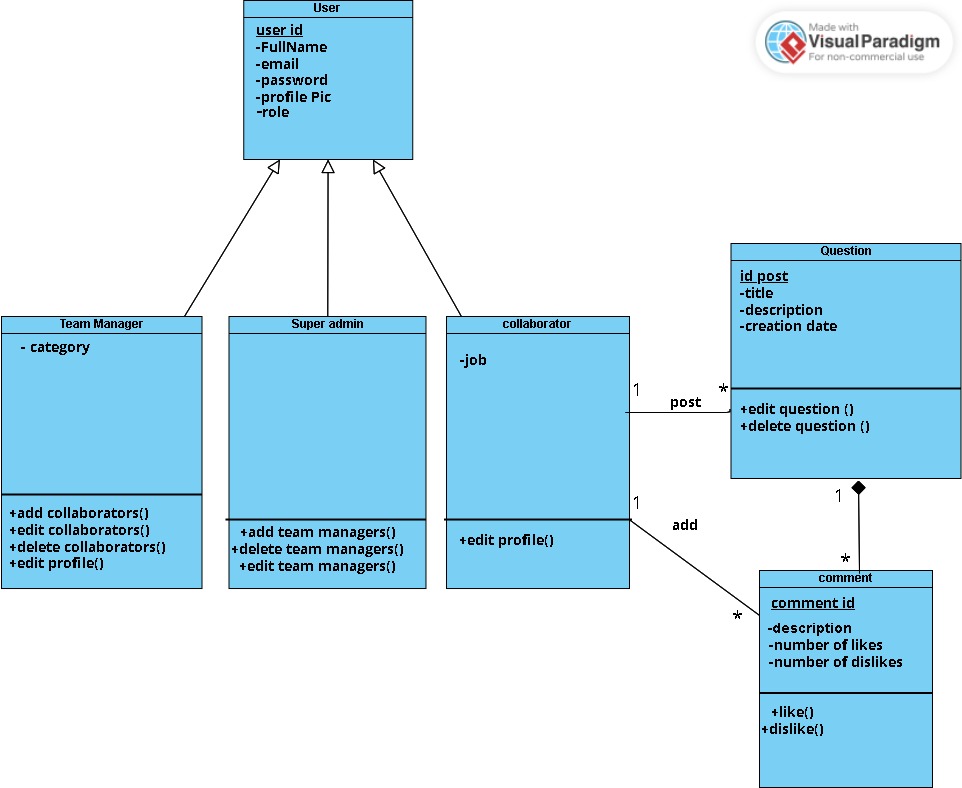 User
user id
-FullName
-email
-password
-profile Pic
-role
Made with
VisualParadigm
For non-commercial use
Team Manager
- category
+add collaborators()
+edit collaborators()
+delete collaborators()
+edit profile()
Super admin
+add team managers()
+delete team managers()
+edit team managers()
collaborator
-job
+edit profile()
1
*
post
1
add
*
Question
id post
-title
-description
-creation date
+edit question ()
+delete question ()
1
*
comment
comment id
-description
-number of likes
-number of dislikes
+like()
+dislike()